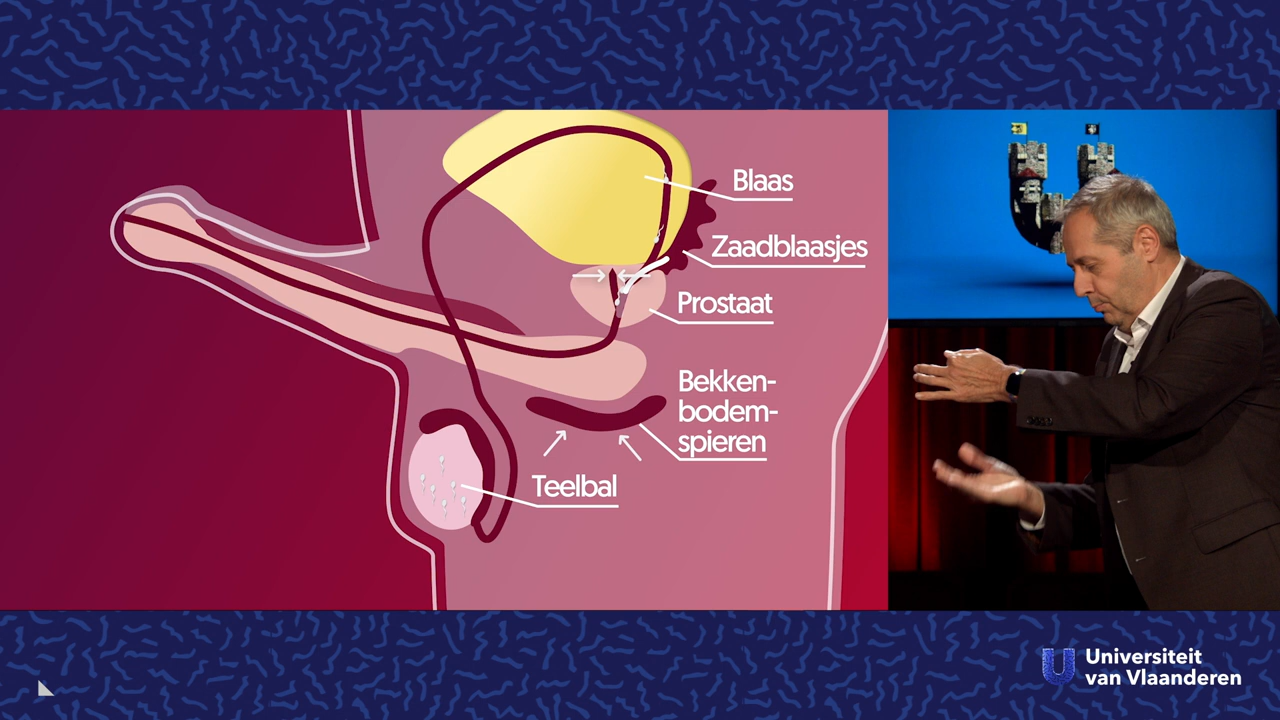 Blaas
Zaadblaasjes
Prostaat
Bekken-
bodem-
spieren
Teelbal
Universiteit
van Vlaanderen